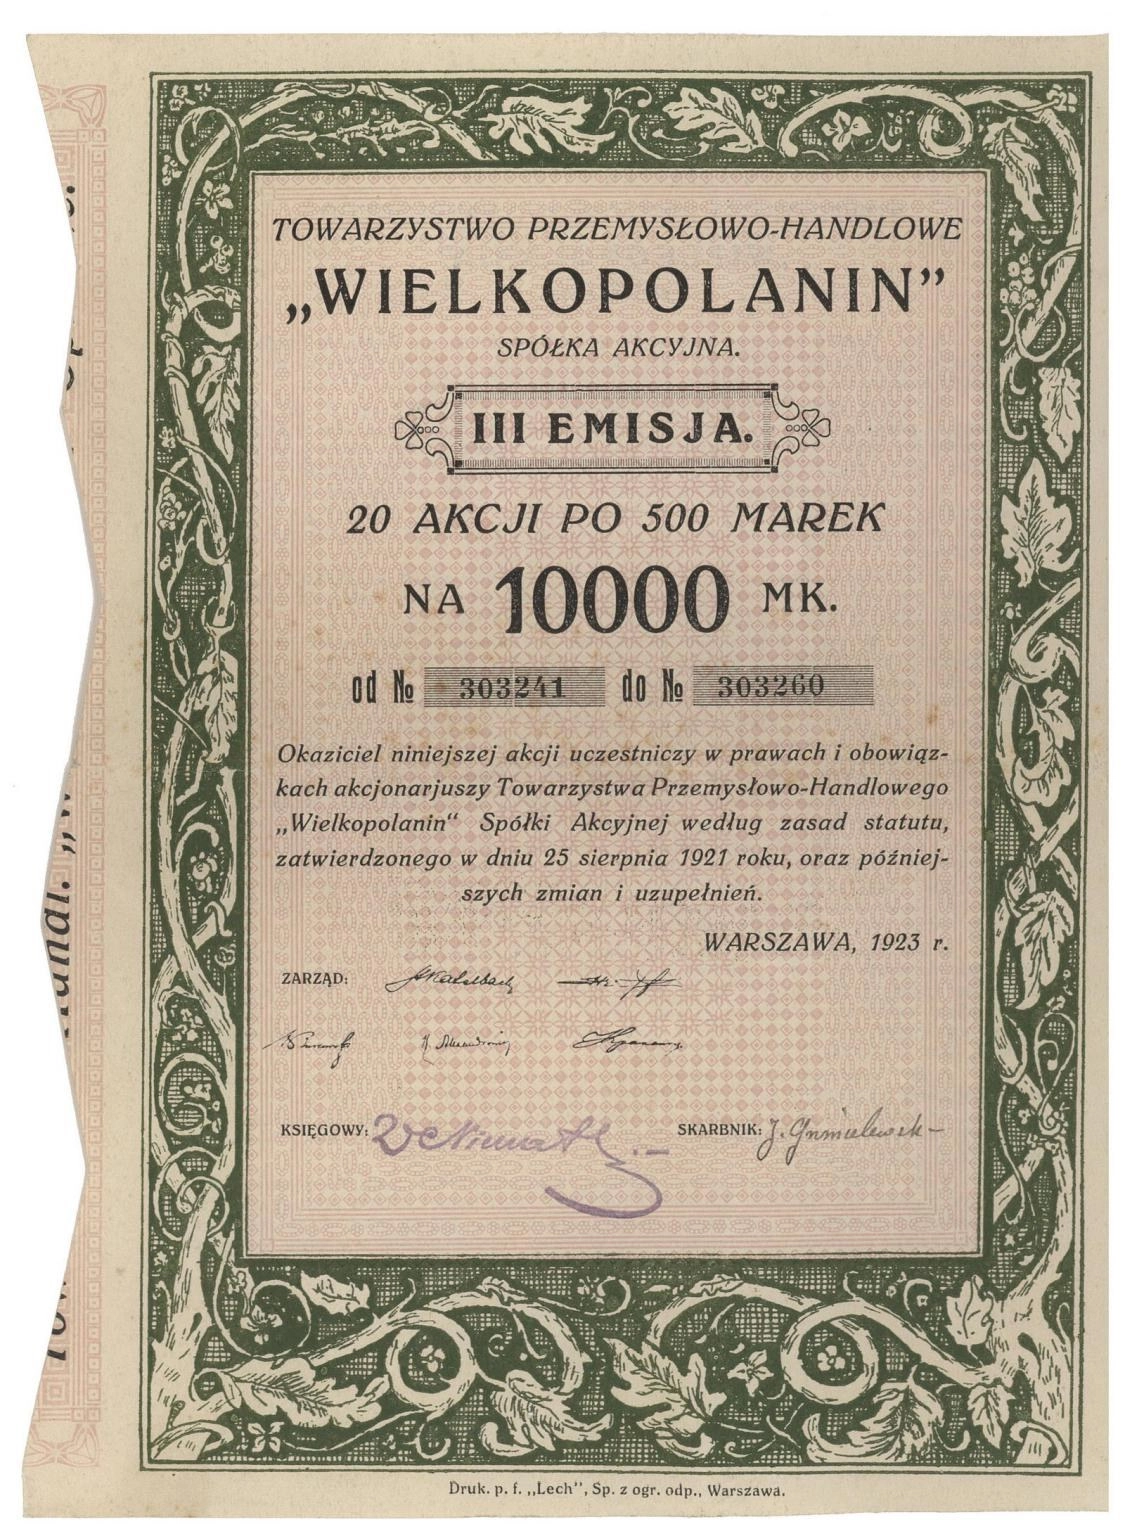 TOWARZYSTWO PRZEMYSŁOWO-HANDLOWE
„WIELKOPOLANIN”
SPÓŁKA AKCYJNA.
III EMISJA.
20 AKCJI PO 500 MAREK
NA 10000 MK.
od № 303241 do № 303260
Okaziciel niniejszej akcji uczestniczy w prawach i obowiąz-
kach akcjonarjuszy Towarzystwa Przemysłowo-Handlowego
„Wielkopolanin“ Spółki Akcyjnej według zasad statutu,
zatwierdzonego w dniu 25 sierpnia 1921 roku, oraz później-
szych zmian i uzupełnień.
WARSZAWA, 1923 r.
ZARZĄD:
KSIĘGOWY:
SKARBNIK:
Druk. p. f. „Lech”, Sp. z ogr. odp., Warszawa.